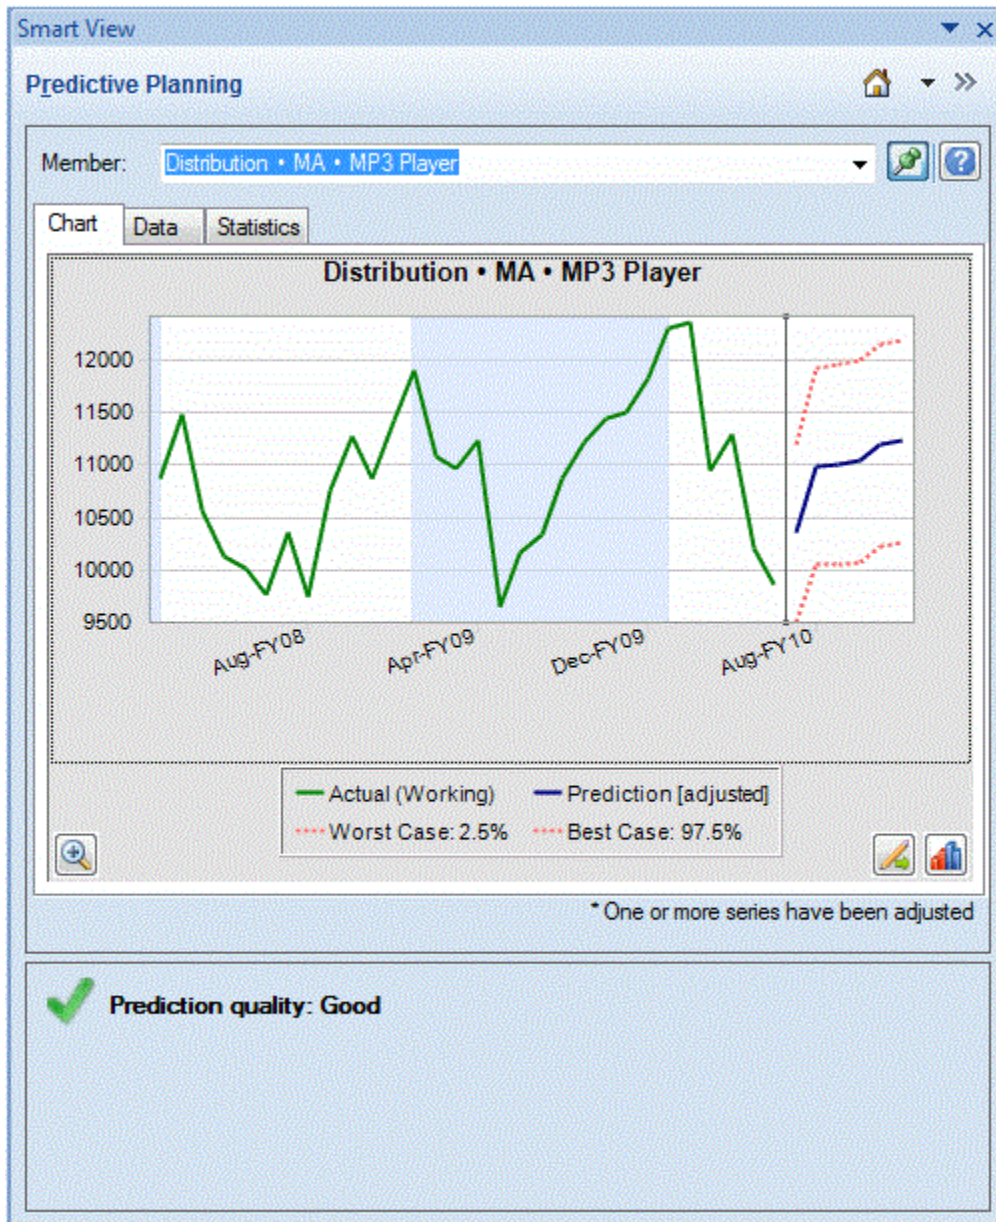 Smart View
Predictive Planning
Member: Distribution • MA • MP3 Player
Chart Data Statistics
Distribution • MA • MP3 Player
12000
11500
11000
10500
10000
9500
Aug-FY08 Apr-FY09 Dec-FY09 Aug-FY10
Actual (Working) Prediction [adjusted]
Worst Case: 2.5% Best Case: 97.5%
* One or more series have been adjusted
Prediction quality: Good